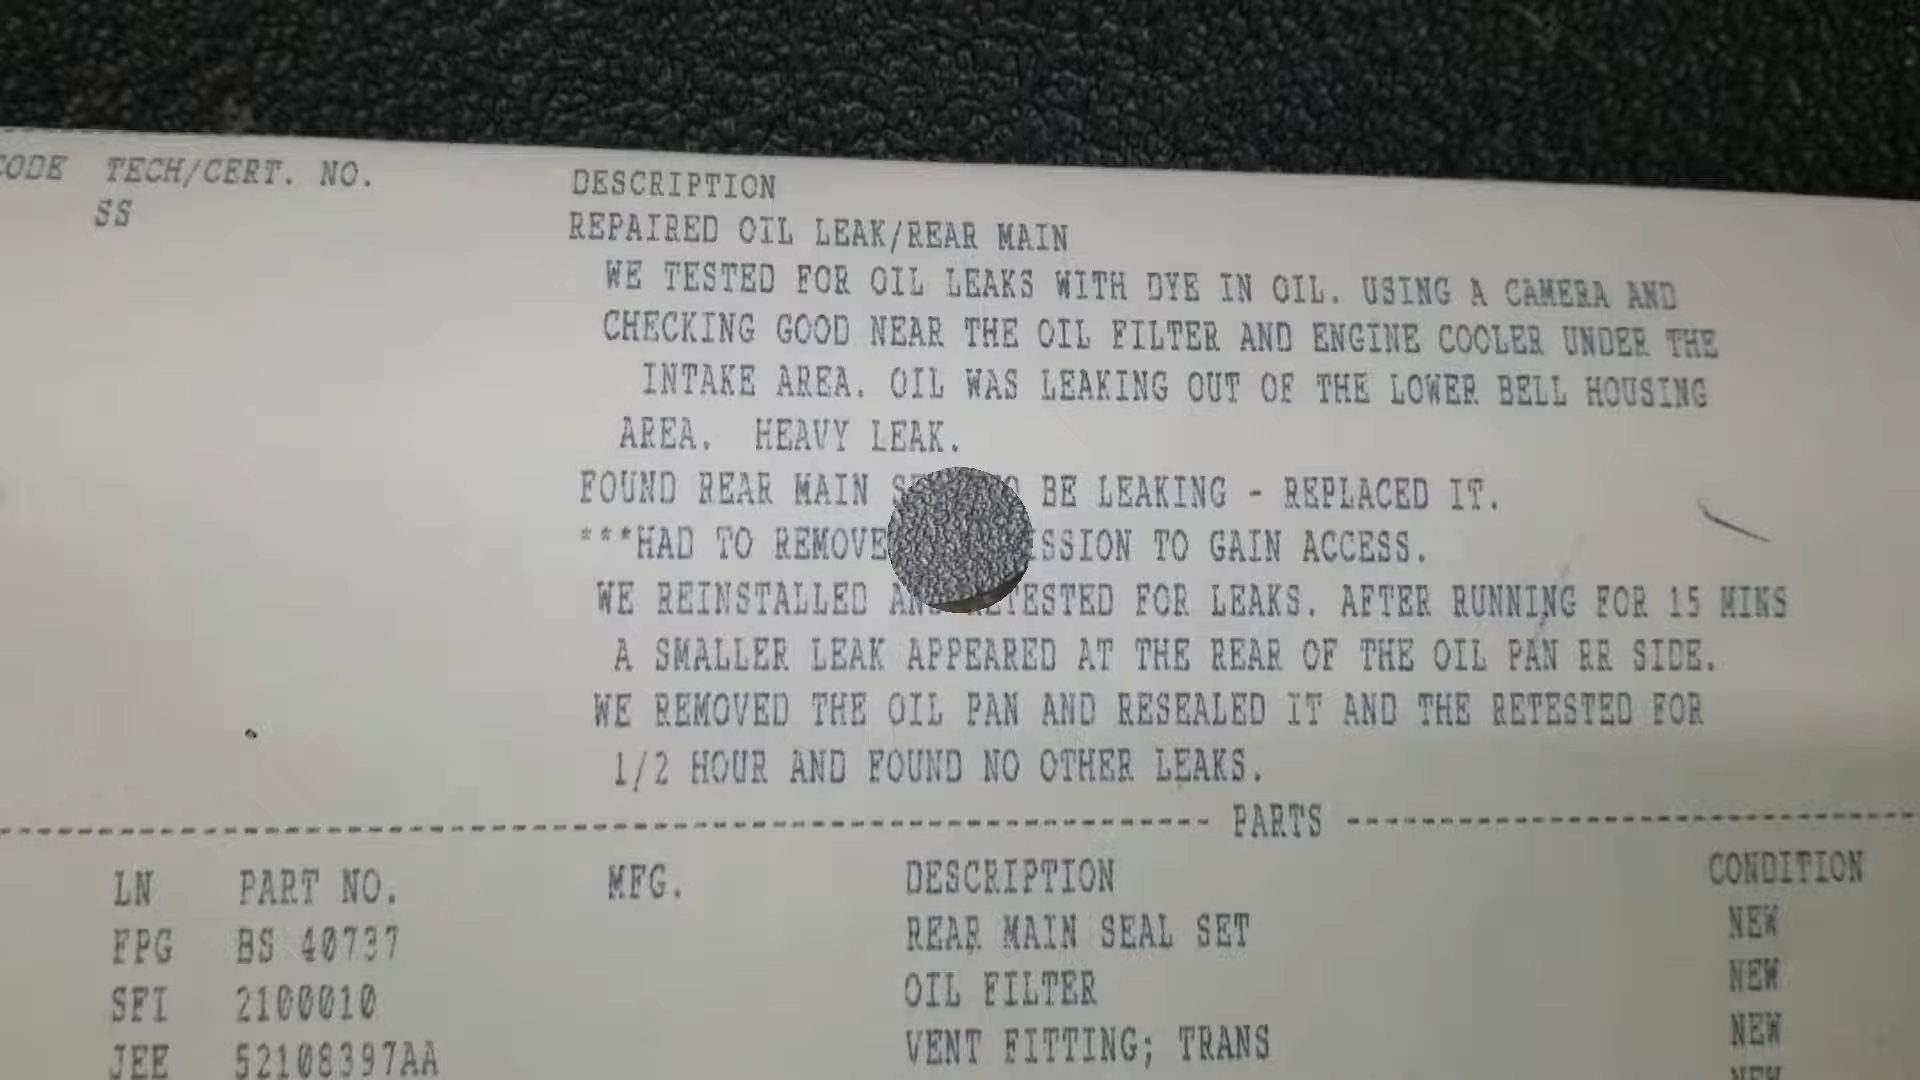 CODE TECH/CERT. NO. DESCRIPTION
SS REPAIRED OIL LEAK/REAR MAIN
WE TESTED FOR OIL LEAKS WITH DYE IN OIL. USING A CAMERA AND
CHECKING GOOD NEAR THE OIL FILTER AND ENGINE COOLER UNDER THE
INTAKE AREA. OIL WAS LEAKING OUT OF THE LOWER BELL HOUSING
AREA. HEAVY LEAK.
FOUND REAR MAIN BE LEAKING - REPLACED IT.
***HAD TO REMOVE TO GAIN ACCESS.
WE REINSTALLED RETESTED FOR LEAKS. AFTER RUNNING FOR 15 MINS
A SMALLER LEAK APPEARED AT THE REAR OF THE OIL PAN RR SIDE.
WE REMOVED THE OIL PAN AND RESEALED IT AND THE RETESTED FOR
1/2 HOUR AND FOUND NO OTHER LEAKS.
PARTS
LN PART NO. MFG. DESCRIPTION CONDITION
FPG BS 40737 REAR MAIN SEAL SET NEW
SFI 2100010 OIL FILTER NEW
JEE 52108397AA VENT FITTING; TRANS NEW
NEW